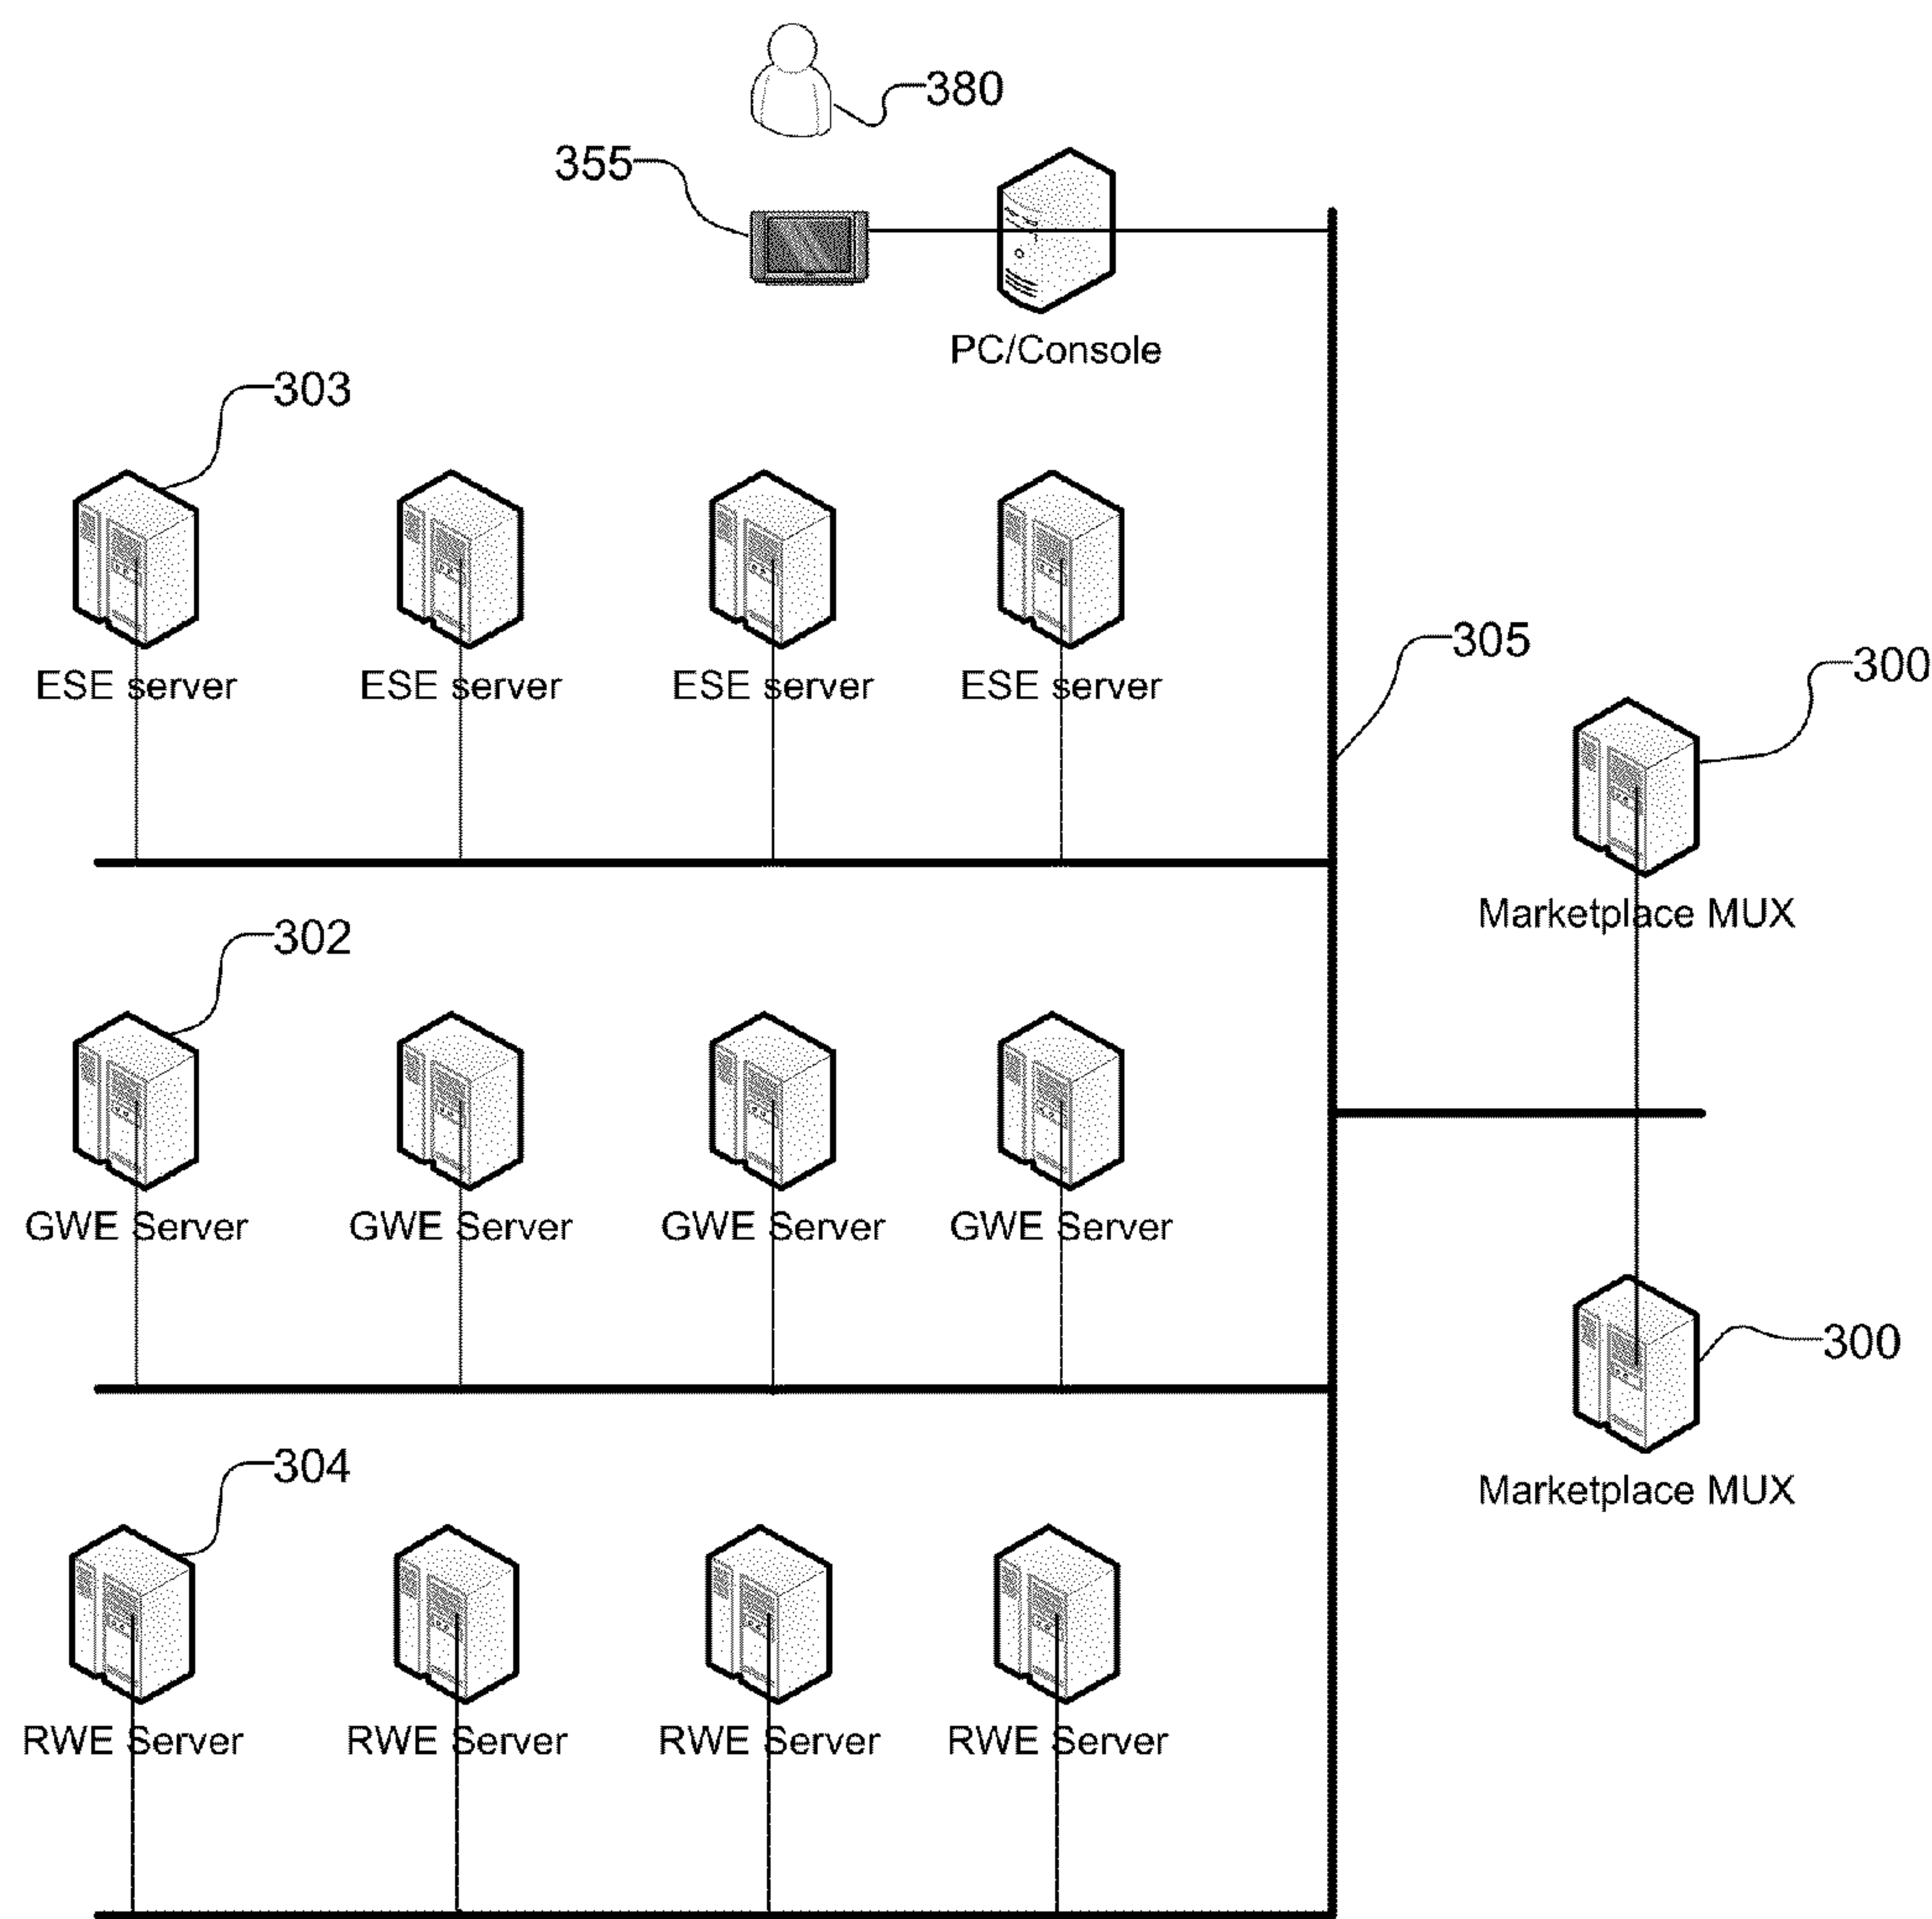 380
355
PC/Console
303
ESE server
ESE server
ESE server
ESE server
305
300
Marketplace MUX
302
GWE Server
GWE Server
GWE Server
GWE Server
300
Marketplace MUX
304
RWE Server
RWE Server
RWE Server
RWE Server